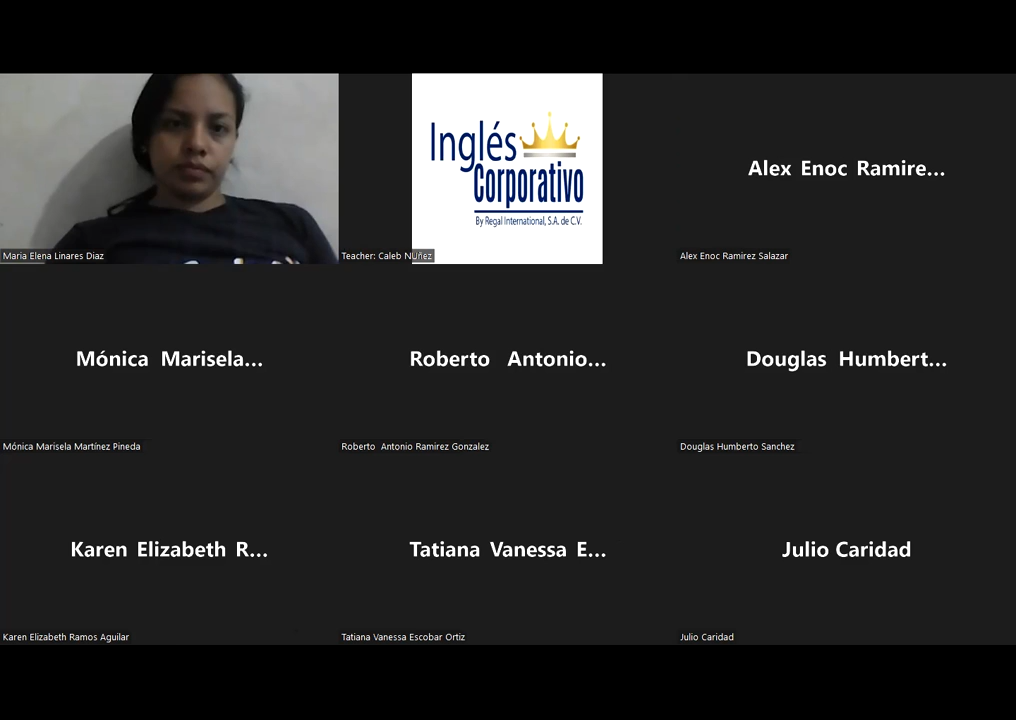 Inglés
Corporativo
By Regal International, S.A. de C.V.
Alex Enoc Ramire...
Maria Elena Linares Diaz
Teacher: Caleb NUñez
Alex Enoc Ramirez Salazar
Mónica Marisela...
Roberto Antonio...
Douglas Humbert...
Mónica Marisela Martínez Pineda
Roberto Antonio Ramirez Gonzalez
Douglas Humberto Sanchez
Karen Elizabeth R...
Tatiana Vanessa E...
Julio Caridad
Karen Elizabeth Ramos Aguilar
Tatiana Vanessa Escobar Ortiz
Julio Caridad